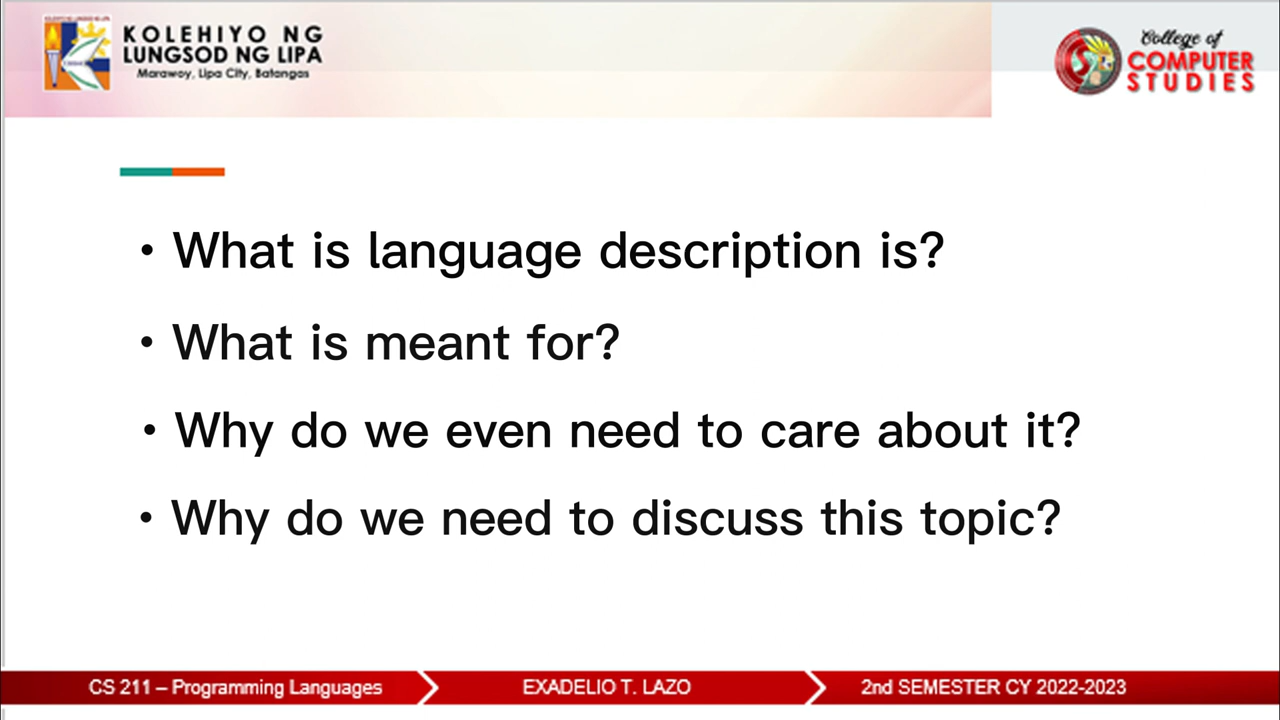 KOLEHIYO NG
LUNGSOD NG LIPA
Marawoy, Lipa City, Batangas
College of
COMPUTER
STUDIES
• What is language description is?
• What is meant for?
• Why do we even need to care about it?
• Why do we need to discuss this topic?
CS 211 – Programming Languages
EXADELIO T. LAZO
2nd SEMESTER CY 2022-2023